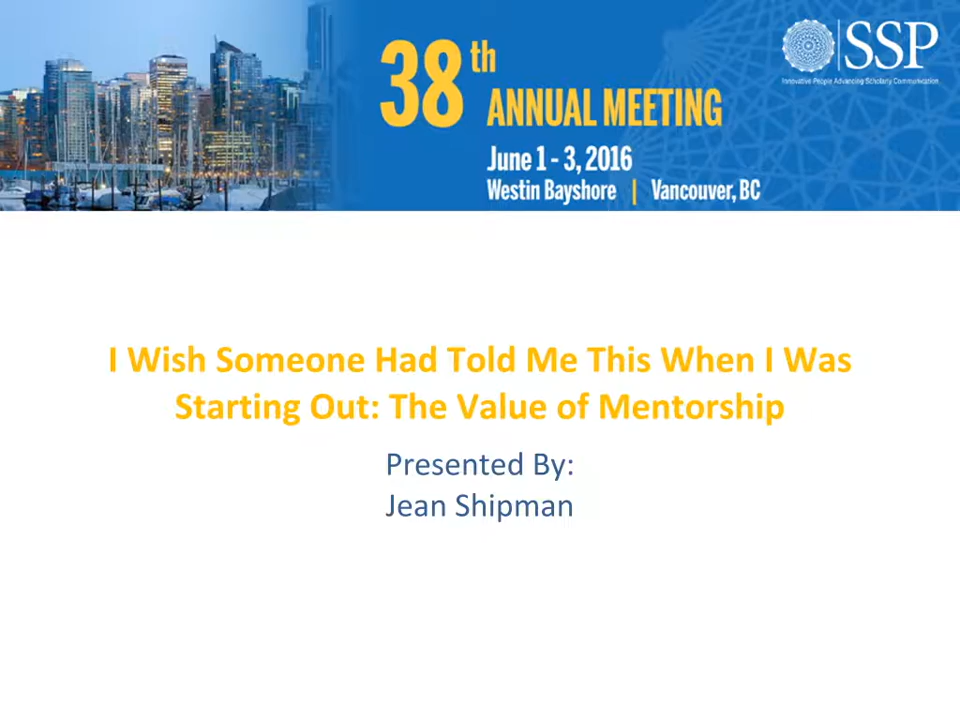 38th
ANNUAL MEETING
June 1 - 3, 2016
Westin Bayshore | Vancouver, BC
SSP
Innovative People Advancing Scholarly Communication
I Wish Someone Had Told Me This When I Was
Starting Out: The Value of Mentorship
Presented By:
Jean Shipman